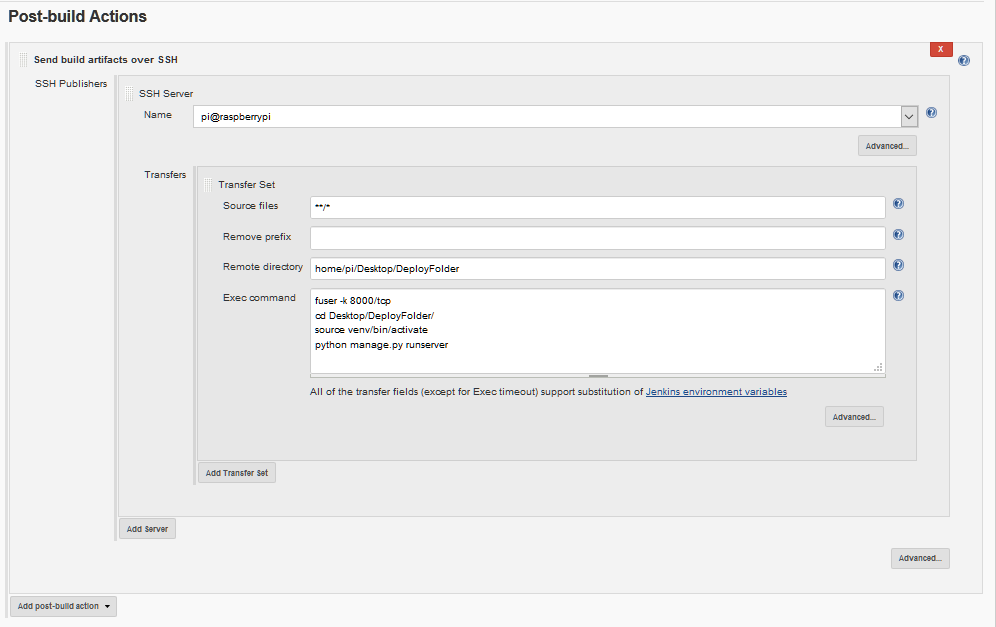 Post-build Actions
X
Send build artifacts over SSH
SSH Publishers
SSH Server
Name
pi@raspberrypi
Advanced...
Transfers
Transfer Set
Source files
**/*
Remove prefix
Remote directory
home/pi/Desktop/DeployFolder
Exec command
fuser -k 8000/tcp
cd Desktop/DeployFolder/
source venv/bin/activate
python manage.py runserver
All of the transfer fields (except for Exec timeout) support substitution of Jenkins environment variables
Advanced...
Add Transfer Set
Add Server
Advanced...
Add post-build action